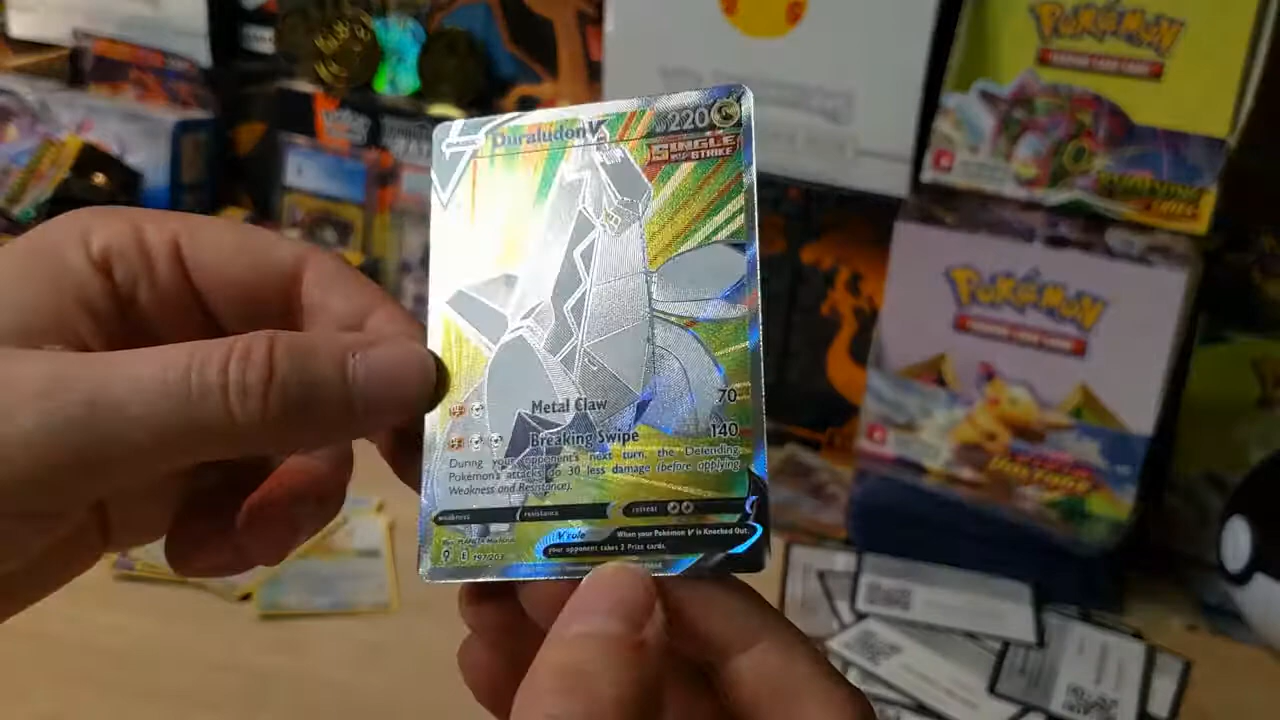 Duraludon V 220
SINGLE STRIKE
Metal Claw 70
Breaking Swipe 140
During your opponent's next turn, the Defending
Pokémon's attacks do 30 less damage (before applying
Weakness and Resistance).
weakness resistance retreat
V rule When your Pokémon V is Knocked Out,
your opponent takes 2 Prize cards.
E 197/203
POKÉMON
POKÉMON